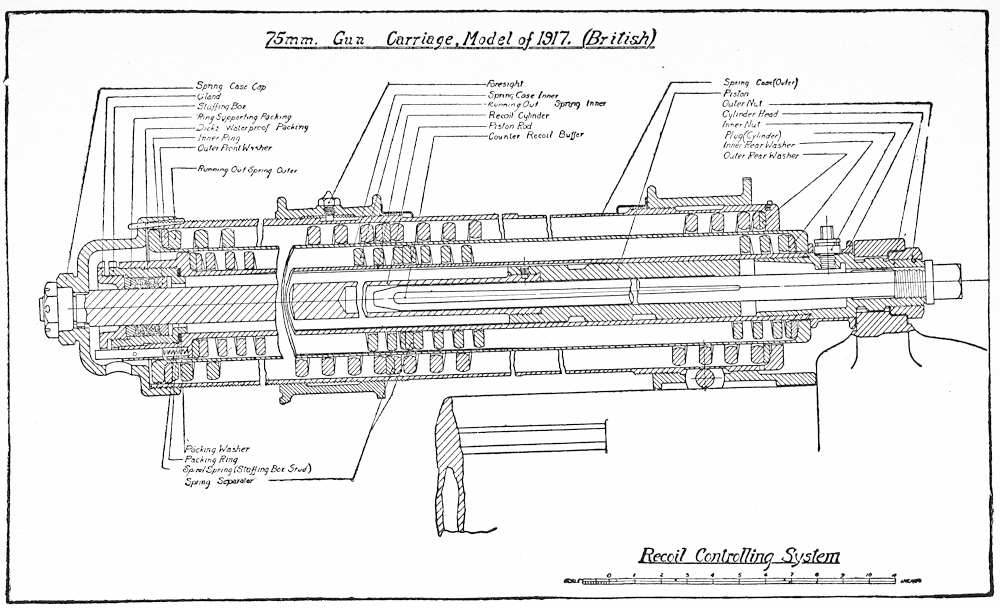 75mm. Gun Carriage, Model of 1917. (British)
Spring Case Cap
Gland
Stuffing Box
Ring Supporting Packing
Dicks Waterproof Packing
Inner Ring
Outer Front Washer
Running Out Spring Outer
Foresight
Spring Case Inner
Running Out Spring Inner
Recoil Cylinder
Piston Rod
Counter Recoil Buffer
Spring Case (Outer)
Piston
Outer Nut
Cylinder Head
Inner Nut
Plug (Cylinder)
Inner Rear Washer
Outer Rear Washer
Packing Washer
Packing Ring
Spiral Spring (Stuffing Box Stud)
Spring Separator
Recoil Controlling System
SCALE 0 1 2 3 4 5 6 7 8 9 10 11 INCHES